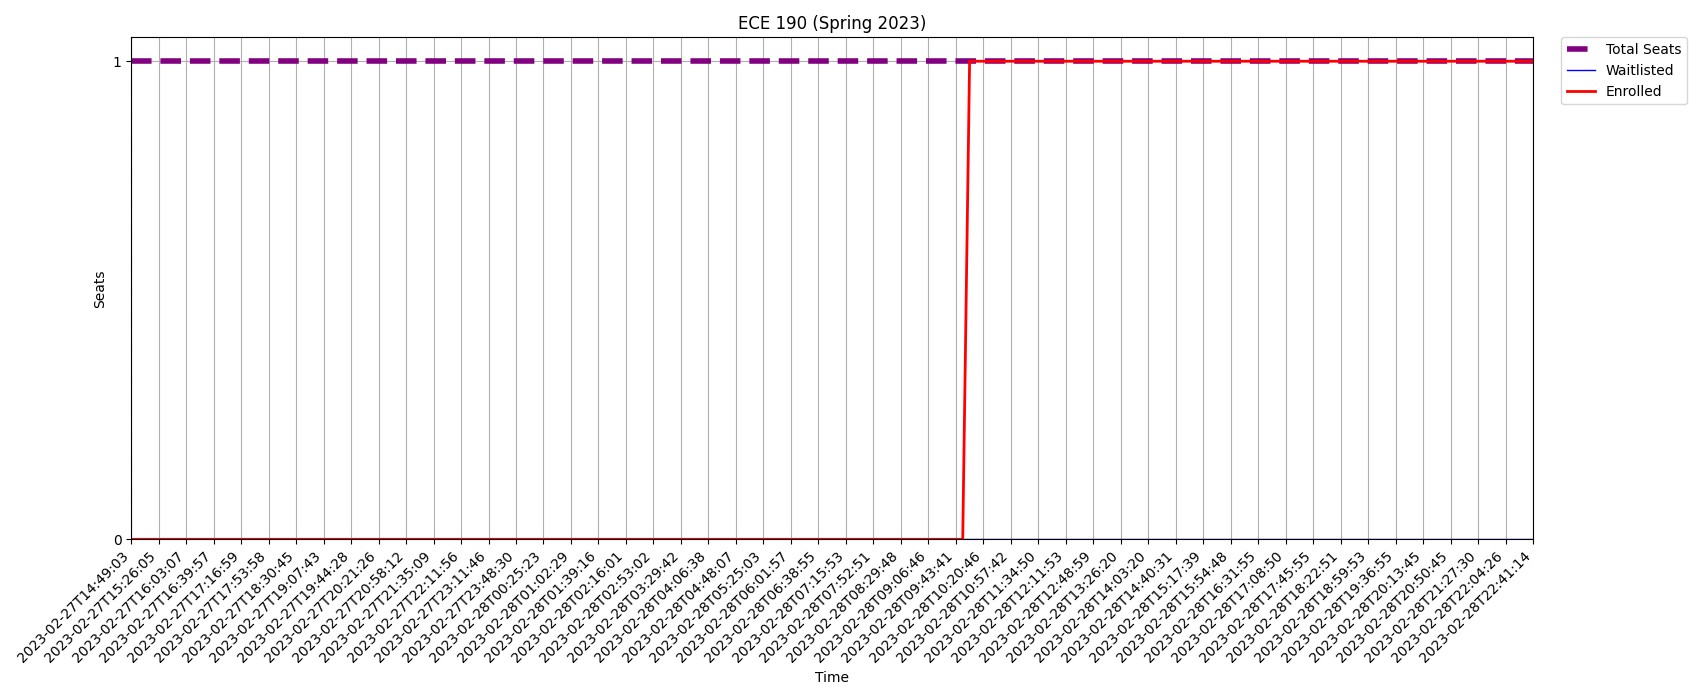 ECE 190 (Spring 2023)
Total Seats
Waitlisted
Enrolled
1
Seats
0
2023-02-27T14:49:03
2023-02-27T15:26:05
2023-02-27T16:03:07
2023-02-27T16:39:57
2023-02-27T17:16:59
2023-02-27T17:53:58
2023-02-27T18:30:45
2023-02-27T19:07:43
2023-02-27T19:44:28
2023-02-27T20:21:26
2023-02-27T20:58:12
2023-02-27T21:35:09
2023-02-27T22:11:56
2023-02-27T23:11:46
2023-02-27T23:48:30
2023-02-28T00:25:23
2023-02-28T01:02:29
2023-02-28T01:39:16
2023-02-28T02:16:01
2023-02-28T02:53:02
2023-02-28T03:29:42
2023-02-28T04:06:38
2023-02-28T04:48:07
2023-02-28T05:25:03
2023-02-28T06:01:57
2023-02-28T06:38:55
2023-02-28T07:15:53
2023-02-28T07:52:51
2023-02-28T08:29:48
2023-02-28T09:06:46
2023-02-28T09:43:41
2023-02-28T10:20:46
2023-02-28T10:57:42
2023-02-28T11:34:50
2023-02-28T12:11:53
2023-02-28T12:48:59
2023-02-28T13:26:20
2023-02-28T14:03:20
2023-02-28T14:40:31
2023-02-28T15:17:39
2023-02-28T15:54:48
2023-02-28T16:31:55
2023-02-28T17:08:50
2023-02-28T17:45:55
2023-02-28T18:22:51
2023-02-28T18:59:53
2023-02-28T19:36:55
2023-02-28T20:13:45
2023-02-28T20:50:45
2023-02-28T21:27:30
2023-02-28T22:04:26
2023-02-28T22:41:14
Time